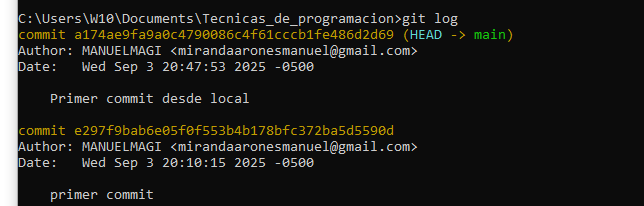 C:\Users\W10\Documents\Tecnicas_de_programacion>git log
commit a174ae9fa9a0c4790086c4f61cccb1fe486d2d69 (HEAD -> main)
Author: MANUELMAGI <mirandaaronesmanuel@gmail.com>
Date:   Wed Sep 3 20:47:53 2025 -0500
    Primer commit desde local
commit e297f9bab6e05f0f553b4b178bfc372ba5d5590d
Author: MANUELMAGI <mirandaaronesmanuel@gmail.com>
Date:   Wed Sep 3 20:10:15 2025 -0500
    primer commit